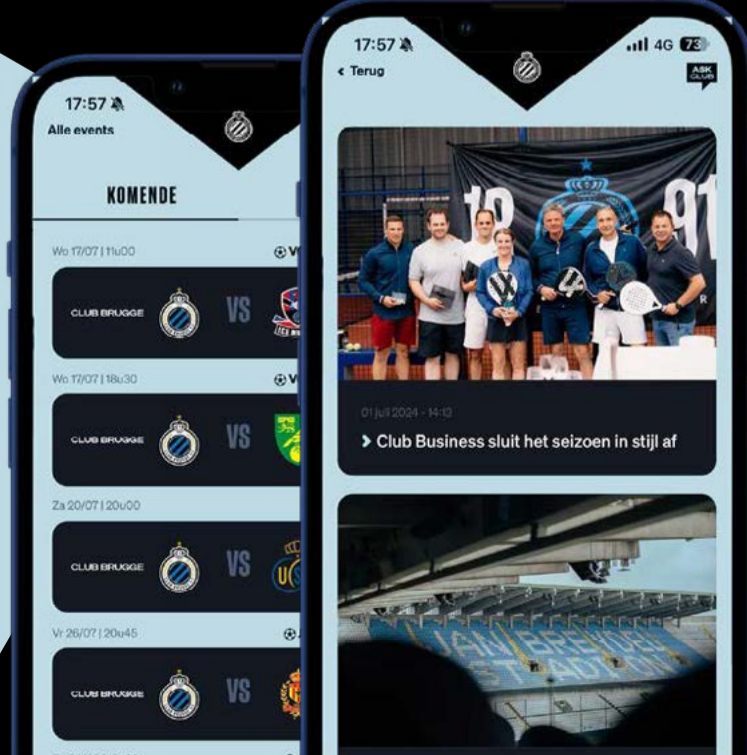 17:57
Alle events
KOMENDE
Wo 17/07 | 11u00
CLUB BRUGGE
VS
Wo 17/07 | 18u30
CLUB BRUGGE
VS
Za 20/07 | 20u00
CLUB BRUGGE
VS
Vr 26/07 | 20u45
CLUB BRUGGE
VS
17:57
4G 73
Terug
ASK
CLUB
18 91
01 juli 2024 - 14:13
Club Business sluit het seizoen in stijl af
JAN BREYDEL
STADION